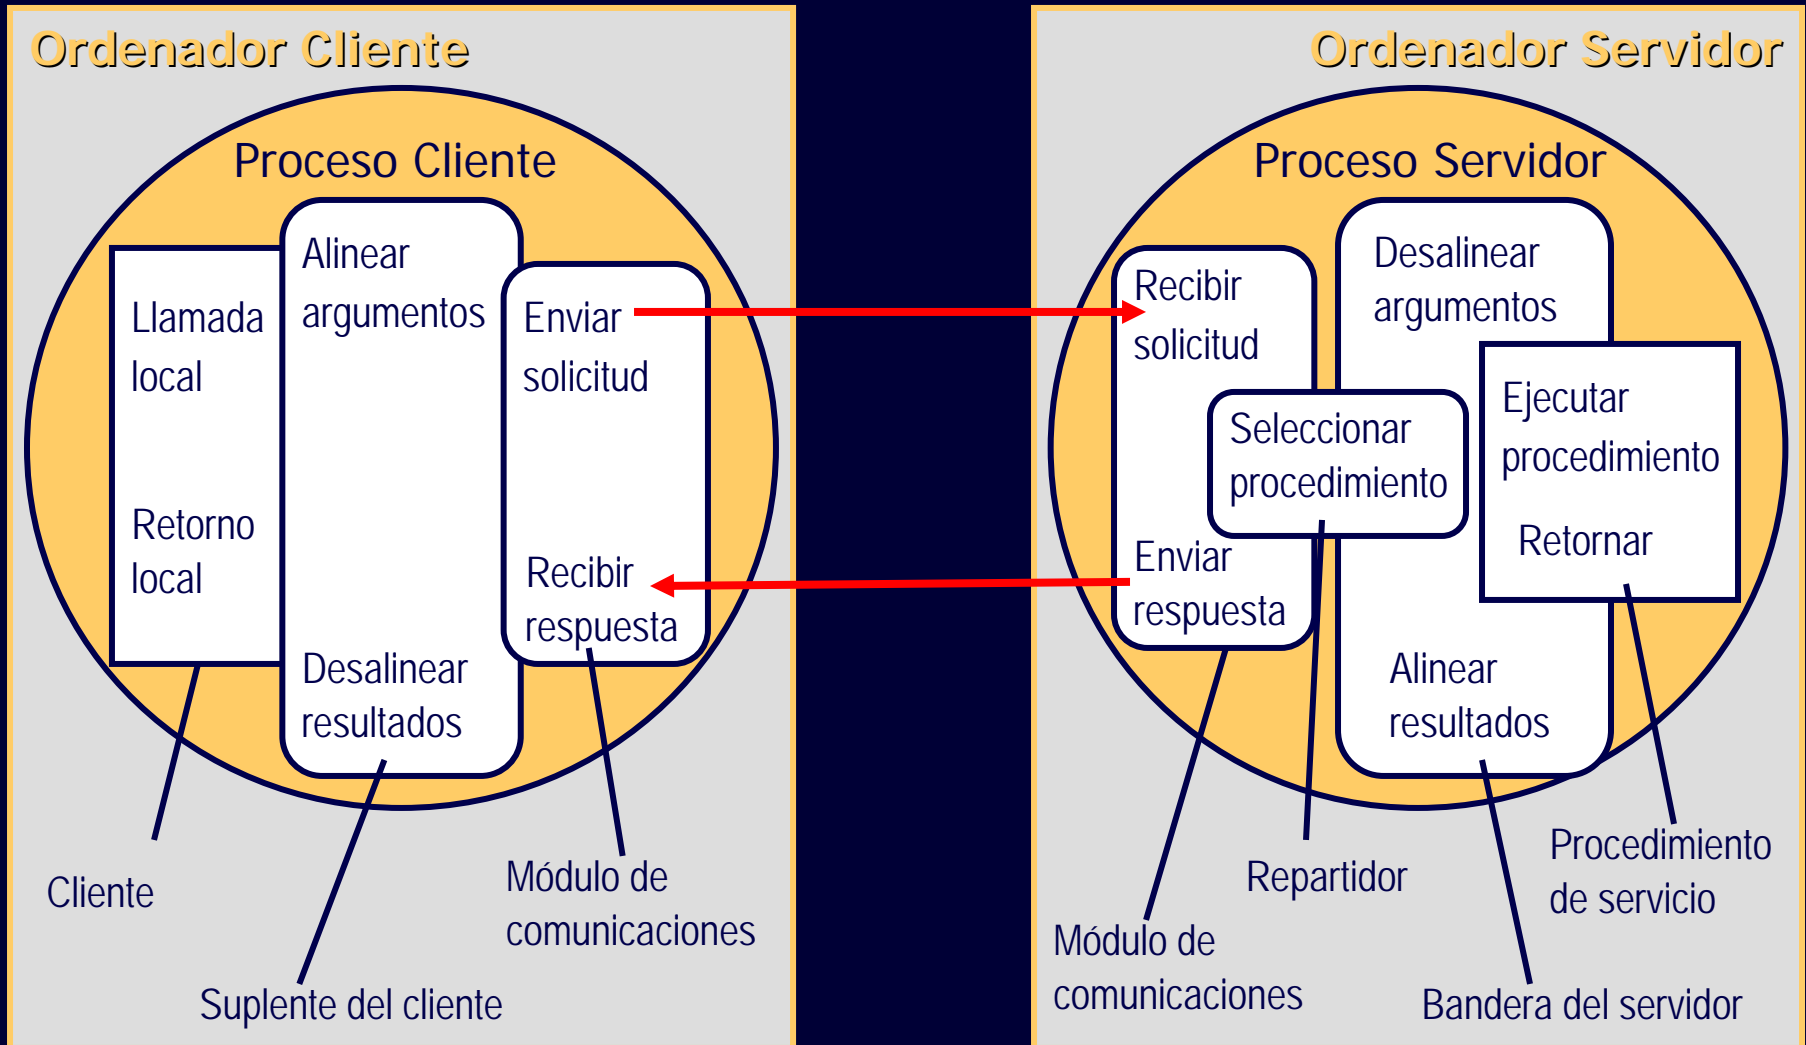 Ordenador Cliente
Proceso Cliente
Llamada
local
Retorno
local
Alinear
argumentos
Desalinear
resultados
Enviar
solicitud
Recibir
respuesta
Cliente
Suplente del cliente
Módulo de
comunicaciones
Ordenador Servidor
Proceso Servidor
Recibir
solicitud
Enviar
respuesta
Seleccionar
procedimiento
Desalinear
argumentos
Alinear
resultados
Ejecutar
procedimiento
Retornar
Módulo de
comunicaciones
Repartidor
Bandera del servidor
Procedimiento
de servicio